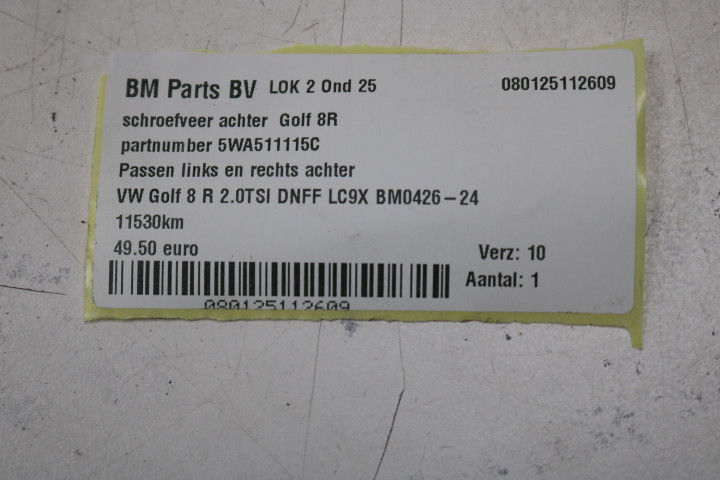 BM Parts BV LOK 2 Ond 25 080125112609
schroefveer achter Golf 8R
partnumber 5WA511115C
Passen links en rechts achter
VW Golf 8 R 2.0TSI DNFF LC9X BM0426-24
11530km
49.50 euro Verz: 10
Aantal: 1
080125112609